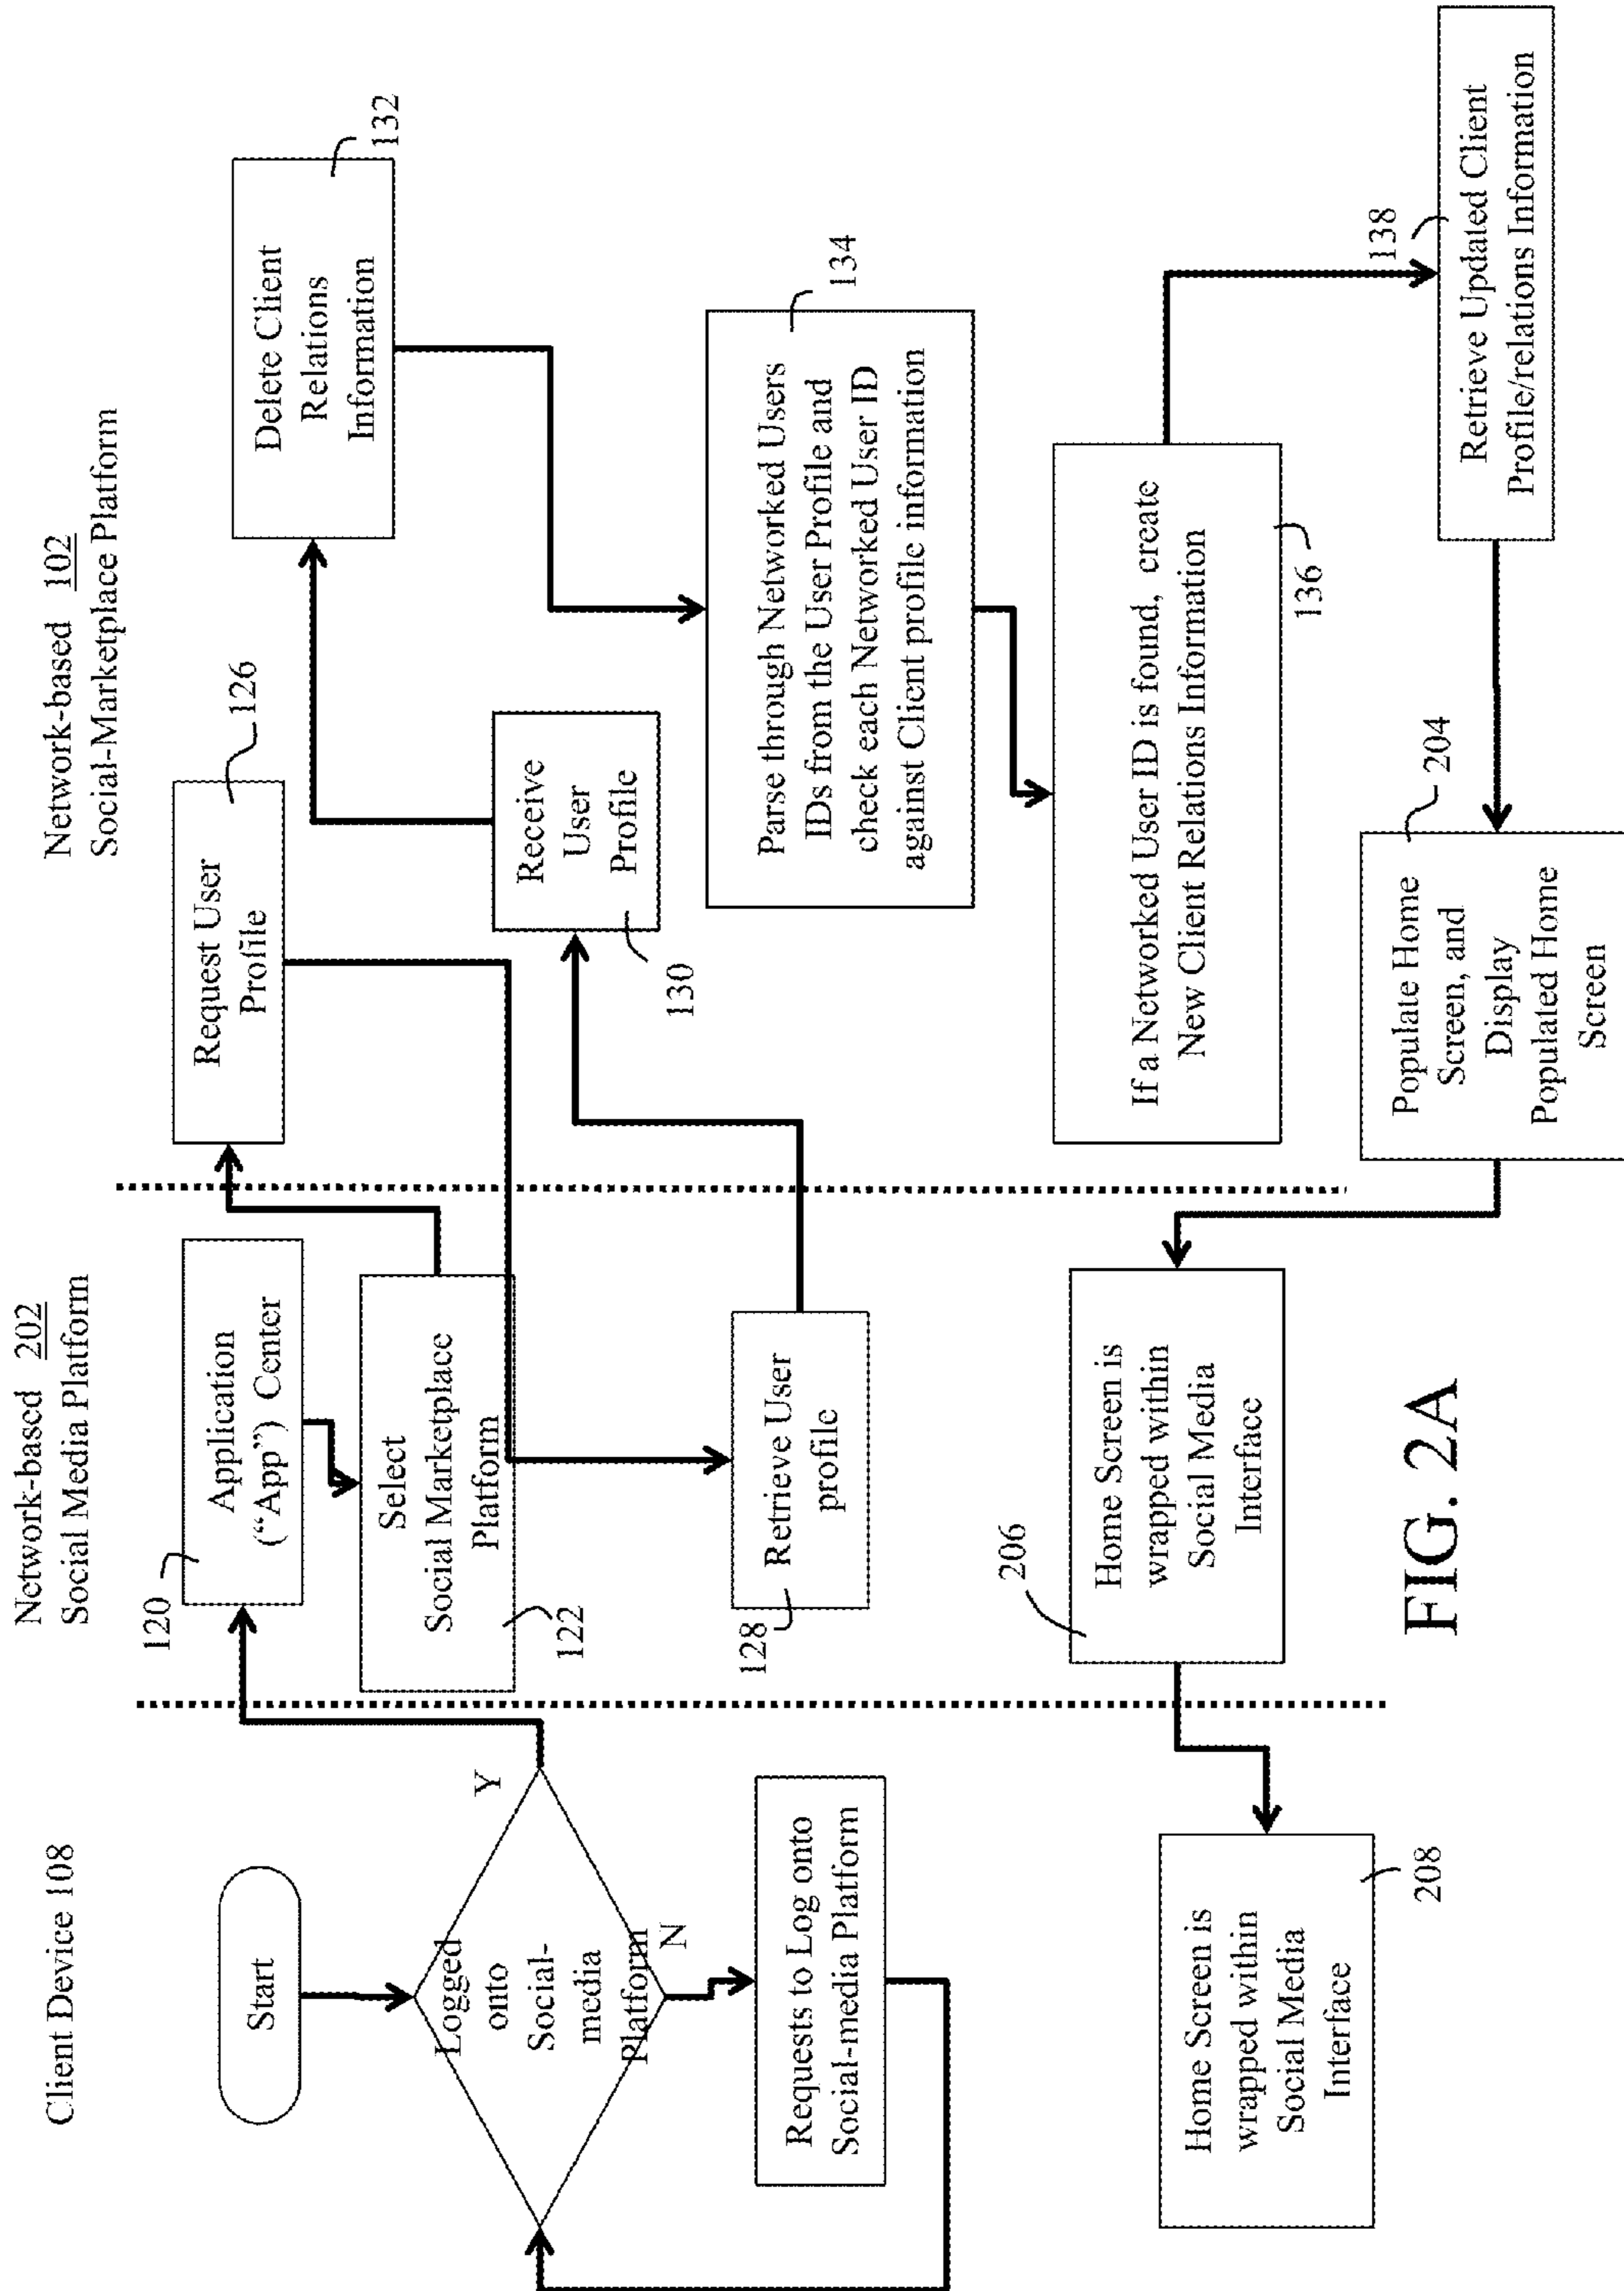 Client Device 108
Start
Logged
onto
Social-
media
Platform
Y
N
Requests to Log onto
Social-media Platform
Home Screen is
wrapped within
Social Media
Interface
208
Network-based 202
Social Media Platform
120
Application
("App") Center
Select
Social Marketplace
Platform
122
128
Retrieve User
profile
206
Home Screen is
wrapped within
Social Media
Interface
Network-based 102
Social-Marketplace Platform
Request User
Profile
126
Receive
User
Profile
130
Delete Client
Relations
Information
132
Parse through Networked Users
IDs from the User Profile and
check each Networked User ID
against Client profile information
134
If a Networked User ID is found, create
New Client Relations Information
136
138
Retrieve Updated Client
Profile/relations Information
204
Populate Home
Screen, and
Display
Populated Home
Screen
FIG. 2A